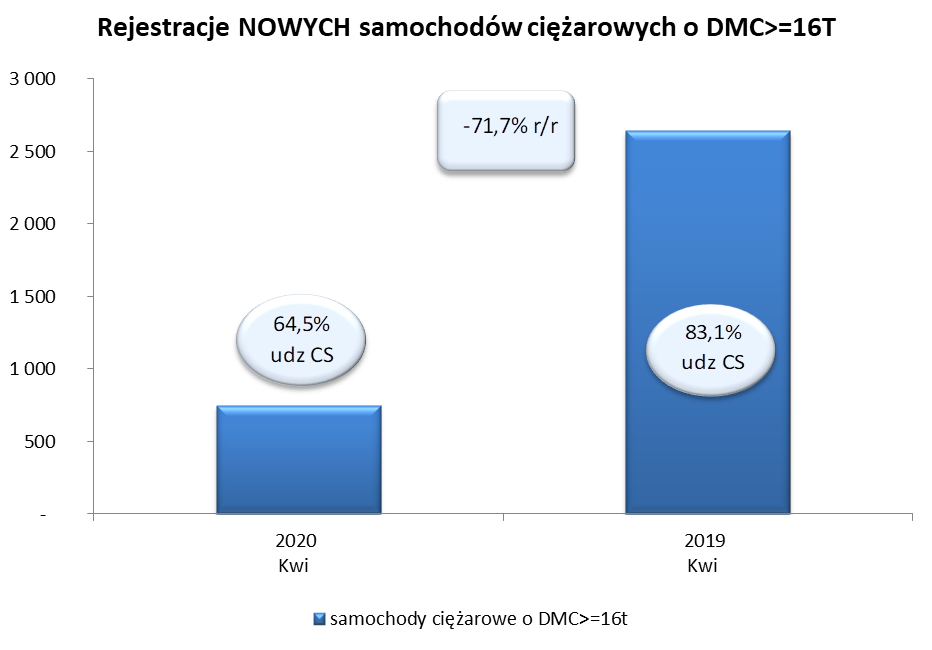 Rejestracje NOWYCH samochodów ciężarowych o DMC>=16T
3 000
2 500
2 000
1 500
1 000
500
-
-71,7% r/r
64,5%
udz CS
83,1%
udz CS
2020
Kwi
2019
Kwi
samochody ciężarowe o DMC>=16t